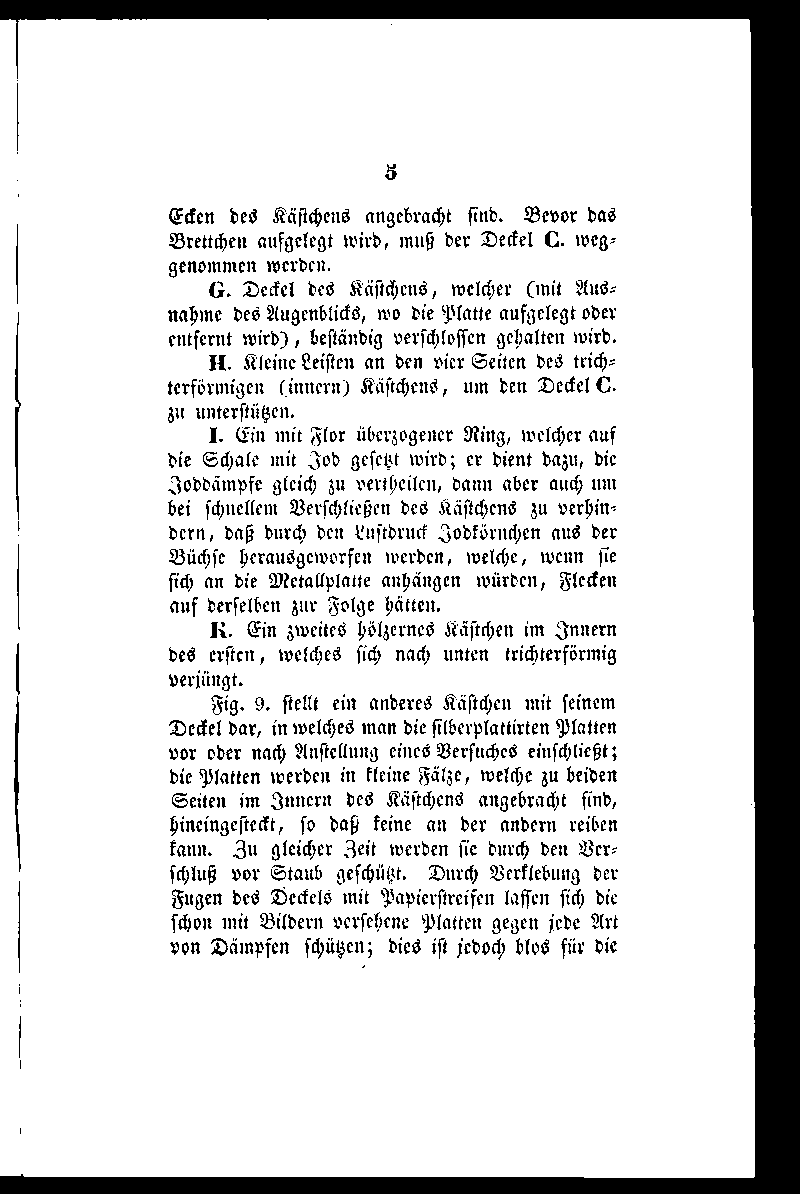 5
Ecken des Kästchens angebracht sind. Bevor das
Brettchen aufgelegt wird, muß der Deckel C. weg-
genommen werden.
G. Deckel des Kästchens, welcher (mit Aus-
nahme des Augenblicks, wo die Platte aufgelegt oder
entfernt wird), beständig verschlossen gehalten wird.
H. Kleine Leisten an den vier Seiten des trich-
terförmigen (innern) Kästchens, um den Deckel C.
zu unterstützen.
I. Ein mit Flor überzogener Ring, welcher auf
die Schale mit Jod gesetzt wird; er dient dazu, die
Joddämpfe gleich zu vertheilen, dann aber auch um
bei schnellem Verschließen des Kästchens zu verhin-
dern, daß durch den Luftdruck Jodkörnchen aus der
Büchse herausgeworfen werden, welche, wenn sie
sich an die Metallplatte anhängen würden, Flecken
auf derselben zur Folge hätten.
K. Ein zweites hölzernes Kästchen im Innern
des ersten, welches sich nach unten trichterförmig
verjüngt.
Fig. 9. stellt ein anderes Kästchen mit seinem
Deckel dar, in welches man die silberplattirten Platten
vor oder nach Anstellung eines Versuches einschließt;
die Platten werden in kleine Fälze, welche zu beiden
Seiten im Innern des Kästchens angebracht sind,
hineingesteckt, so daß keine an der andern reiben
kann. Zu gleicher Zeit werden sie durch den Ver-
schluß vor Staub geschützt. Durch Verklebung der
Fugen des Deckels mit Papierstreifen lassen sich die
schon mit Bildern versehene Platten gegen jede Art
von Dämpfen schützen; dies ist jedoch blos für die